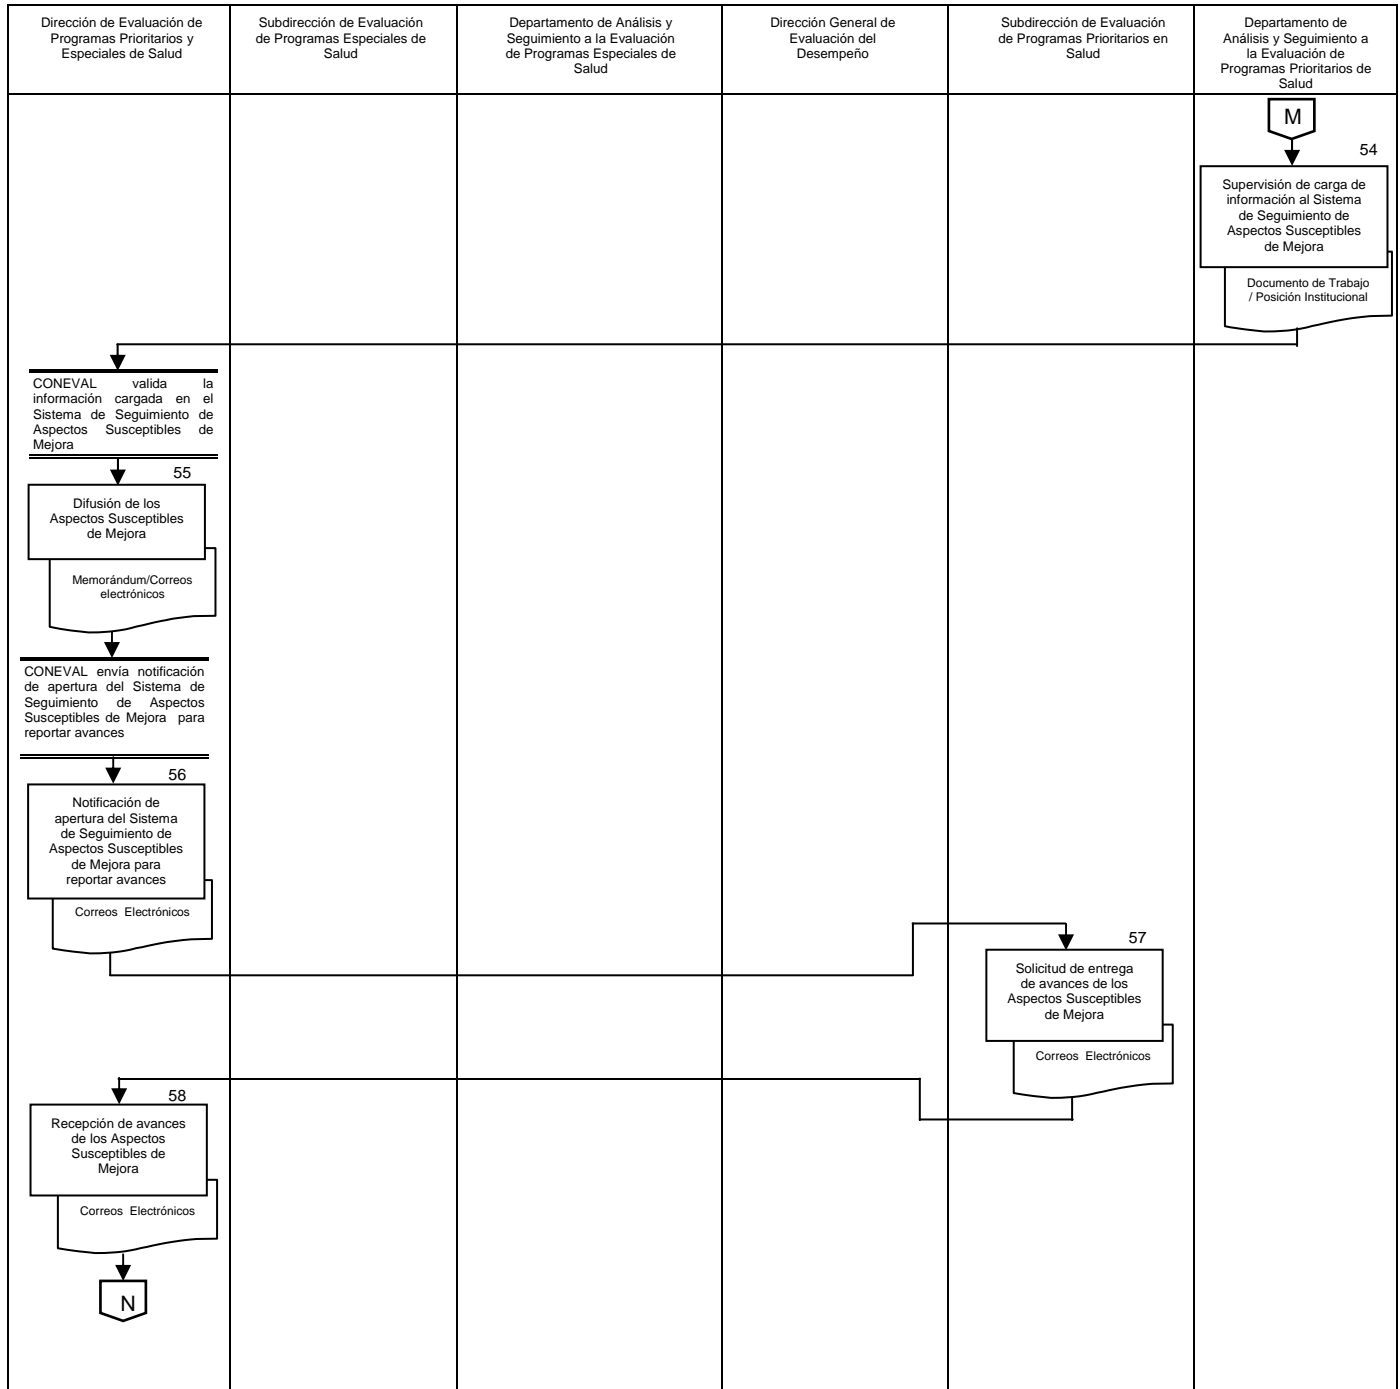 Dirección de Evaluación de
Programas Prioritarios y
Especiales de Salud
Subdirección de Evaluación
de Programas Especiales de
Salud
Departamento de Análisis y
Seguimiento a la Evaluación
de Programas Especiales de
Salud
Dirección General de
Evaluación del
Desempeño
Subdirección de Evaluación
de Programas Prioritarios en
Salud
Departamento de
Análisis y Seguimiento a
la Evaluación de
Programas Prioritarios de
Salud
M
54
Supervisión de carga de
información al Sistema
de Seguimiento de
Aspectos Susceptibles
de Mejora
Documento de Trabajo
/ Posición Institucional
CONEVAL valida la
información cargada en el
Sistema de Seguimiento de
Aspectos Susceptibles de
Mejora
55
Difusión de los
Aspectos Susceptibles
de Mejora
Memorándum/Correos
electrónicos
CONEVAL envía notificación
de apertura del Sistema de
Seguimiento de Aspectos
Susceptibles de Mejora para
reportar avances
56
Notificación de
apertura del Sistema
de Seguimiento de
Aspectos Susceptibles
de Mejora para
reportar avances
Correos Electrónicos
57
Solicitud de entrega
de avances de los
Aspectos Susceptibles
de Mejora
Correos Electrónicos
58
Recepción de avances
de los Aspectos
Susceptibles de
Mejora
Correos Electrónicos
N